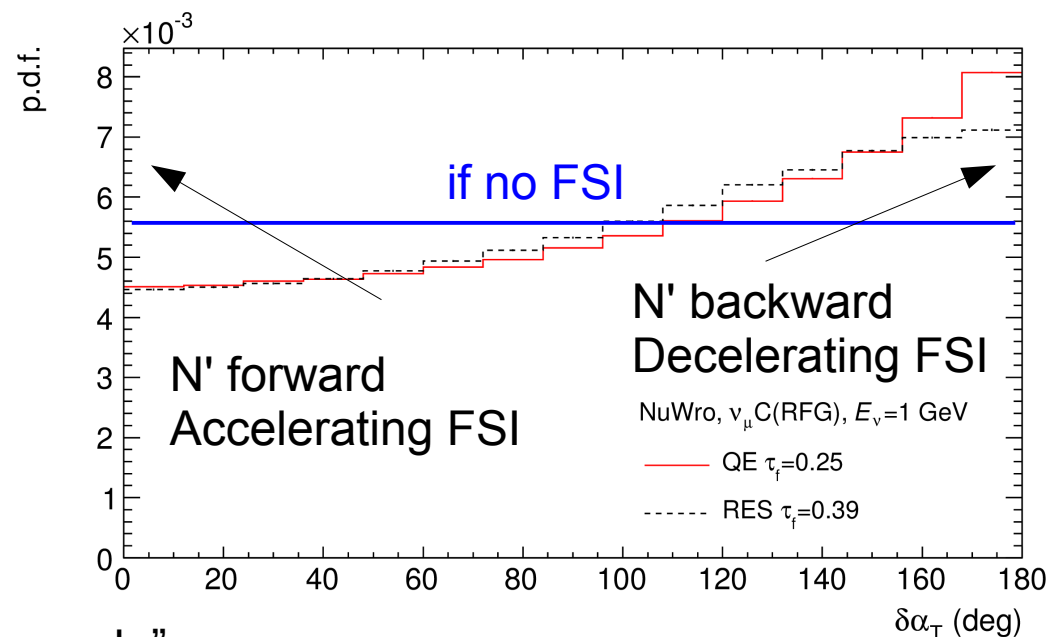 ×10⁻³
p.d.f.
8
7
6
5
4
3
2
1
0
if no FSI
N' forward
Accelerating FSI
N' backward
Decelerating FSI
NuWro, ν_μC(RFG), E_ν=1 GeV
QE τ_f=0.25
RES τ_f=0.39
0 20 40 60 80 100 120 140 160 180
δα_T (deg)